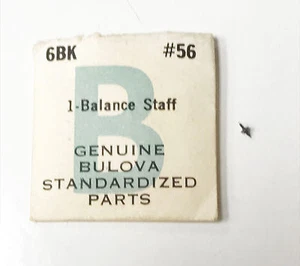 6BK #56
B
1-Balance Staff
GENUINE
BULOVA
STANDARDIZED
PARTS